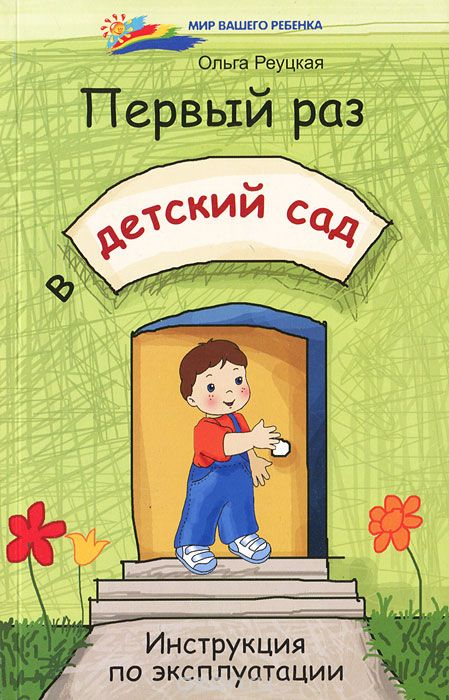 МИР ВАШЕГО РЕБЕНКА
Ольга Реуцкая
Первый раз
в
детский сад
Инструкция
по эксплуатации